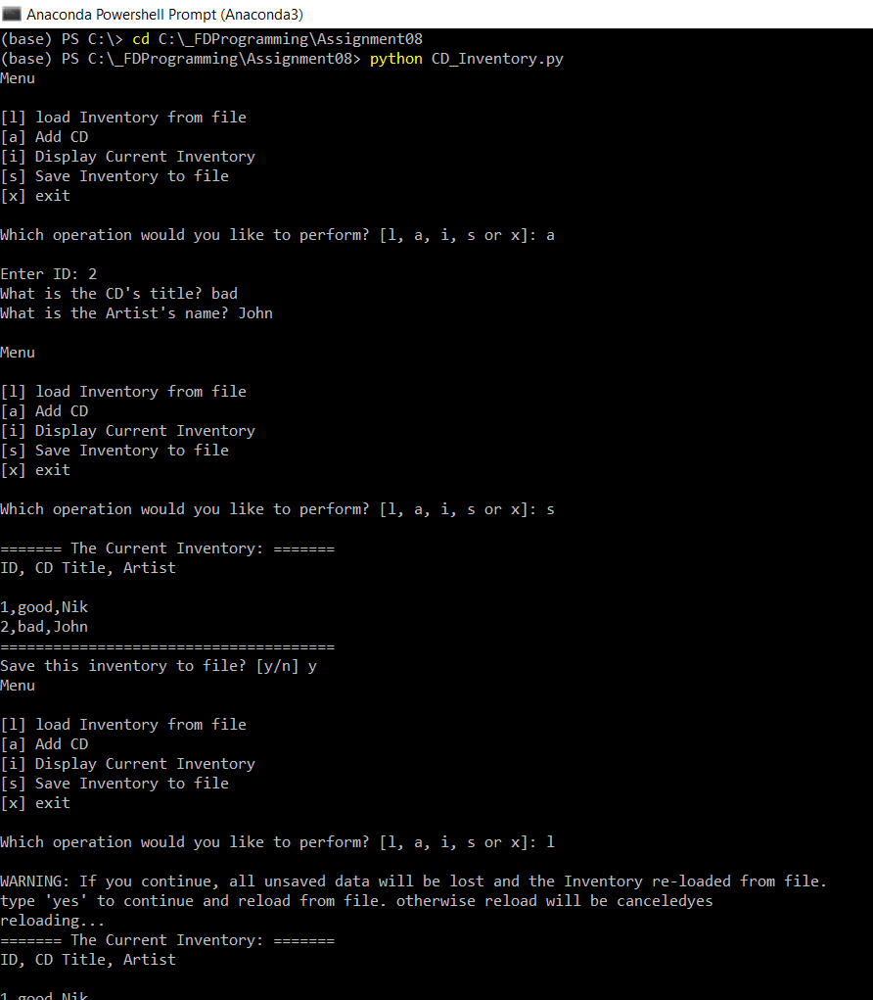 Anaconda Powershell Prompt (Anaconda3)
(base) PS C:\> cd C:\_FDProgramming\Assignment08
(base) PS C:\_FDProgramming\Assignment08> python CD_Inventory.py
Menu
[l] load Inventory from file
[a] Add CD
[i] Display Current Inventory
[s] Save Inventory to file
[x] exit
Which operation would you like to perform? [l, a, i, s or x]: a
Enter ID: 2
What is the CD's title? bad
What is the Artist's name? John
Menu
[l] load Inventory from file
[a] Add CD
[i] Display Current Inventory
[s] Save Inventory to file
[x] exit
Which operation would you like to perform? [l, a, i, s or x]: s
======= The Current Inventory: =======
ID, CD Title, Artist
1,good,Nik
2,bad,John
======================================
Save this inventory to file? [y/n] y
Menu
[l] load Inventory from file
[a] Add CD
[i] Display Current Inventory
[s] Save Inventory to file
[x] exit
Which operation would you like to perform? [l, a, i, s or x]: l
WARNING: If you continue, all unsaved data will be lost and the Inventory re-loaded from file.
type 'yes' to continue and reload from file. otherwise reload will be canceledyes
reloading...
======= The Current Inventory: =======
ID, CD Title, Artist
1,good,Nik